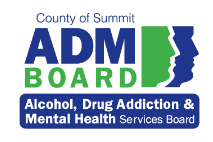 County of Summit
ADM
BOARD
Alcohol, Drug Addiction &
Mental Health Services Board